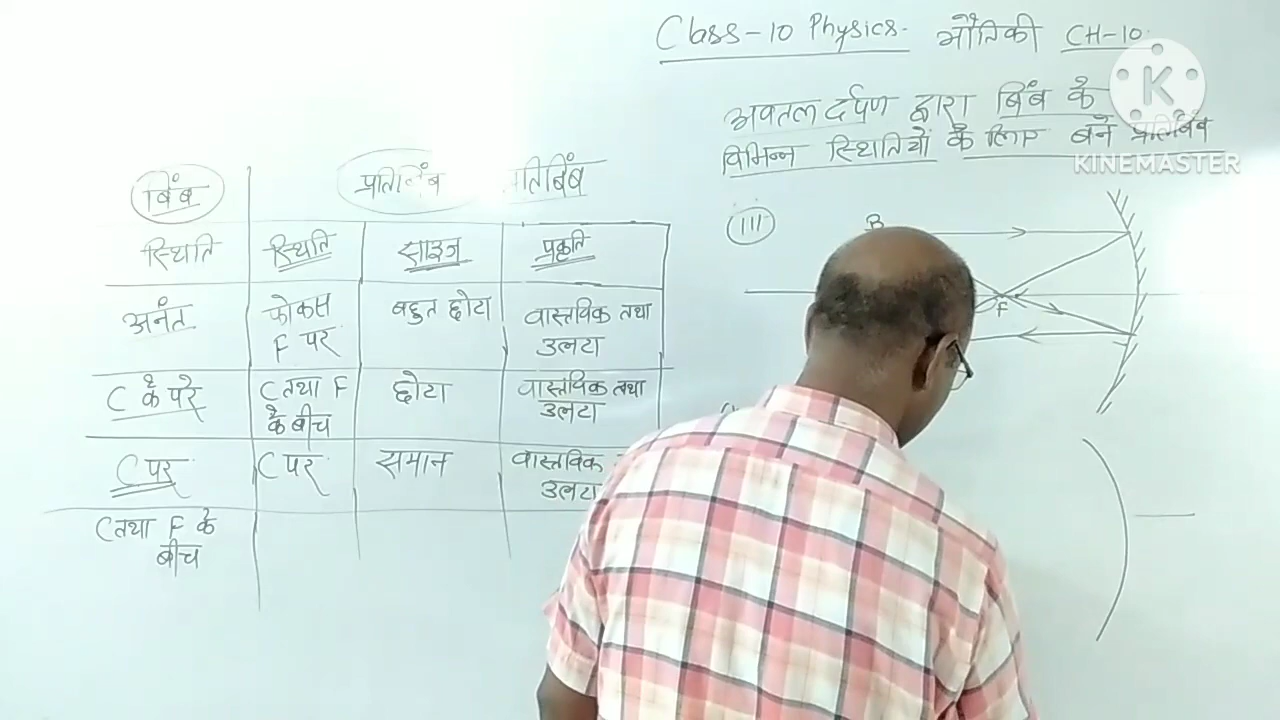 Class-10 Physics. भौतिकी CH-10.
अवतल दर्पण द्वारा बिंब के
विभिन्न स्थितियों के लिए बने प्रतिबिंब
K
KINEMASTER
बिंब प्रतिबिंब प्रतिबिंब
स्थिति स्थिति साइज प्रकृति
अनंत फोकस बहुत छोटा वास्तविक तथा
F पर उलटा
C के परे C तथा F छोटा वास्तविक तथा
के बीच उलटा
C पर C पर समान वास्तविक
उलटा
C तथा F के
बीच
(III)
B
F